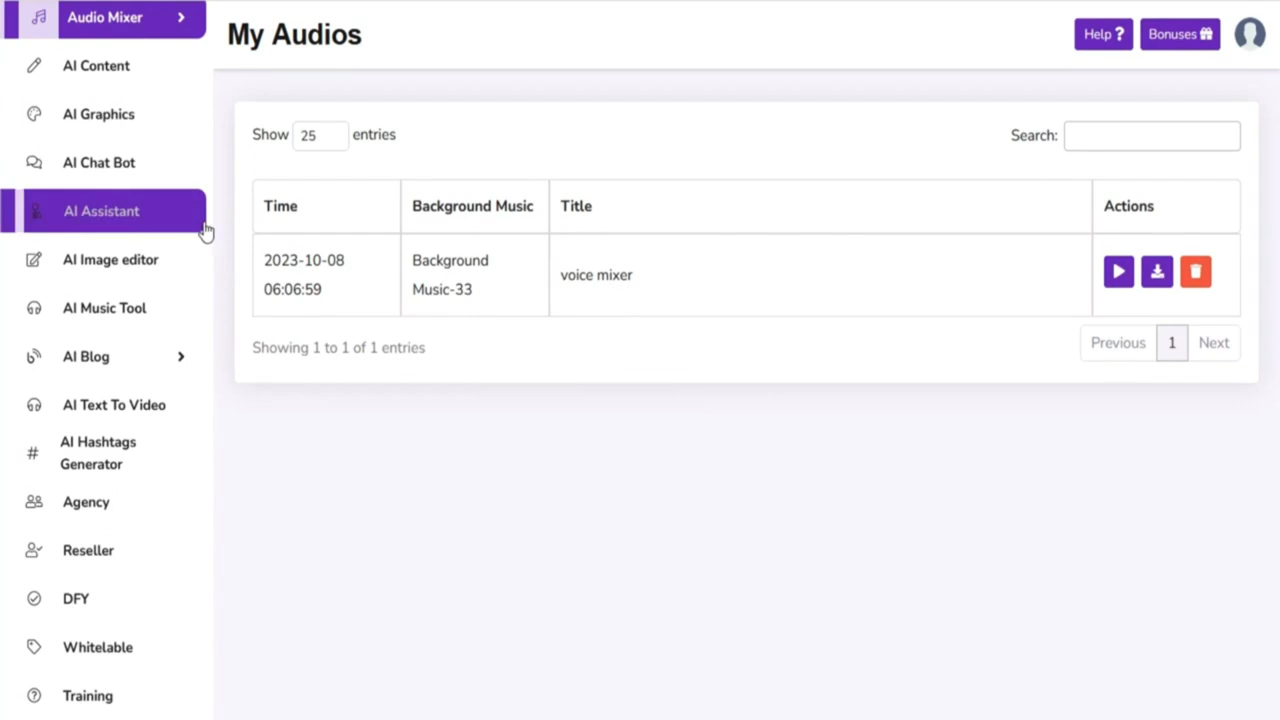 Audio Mixer
AI Content
AI Graphics
AI Chat Bot
AI Assistant
AI Image editor
AI Music Tool
AI Blog
AI Text To Video
# AI Hashtags
Generator
Agency
Reseller
DFY
Whitelable
Training
My Audios
Help ?
Bonuses
Show 25 entries
Search:
Time Background Music Title Actions
2023-10-08
06:06:59
Background
Music-33
voice mixer
Showing 1 to 1 of 1 entries
Previous 1 Next